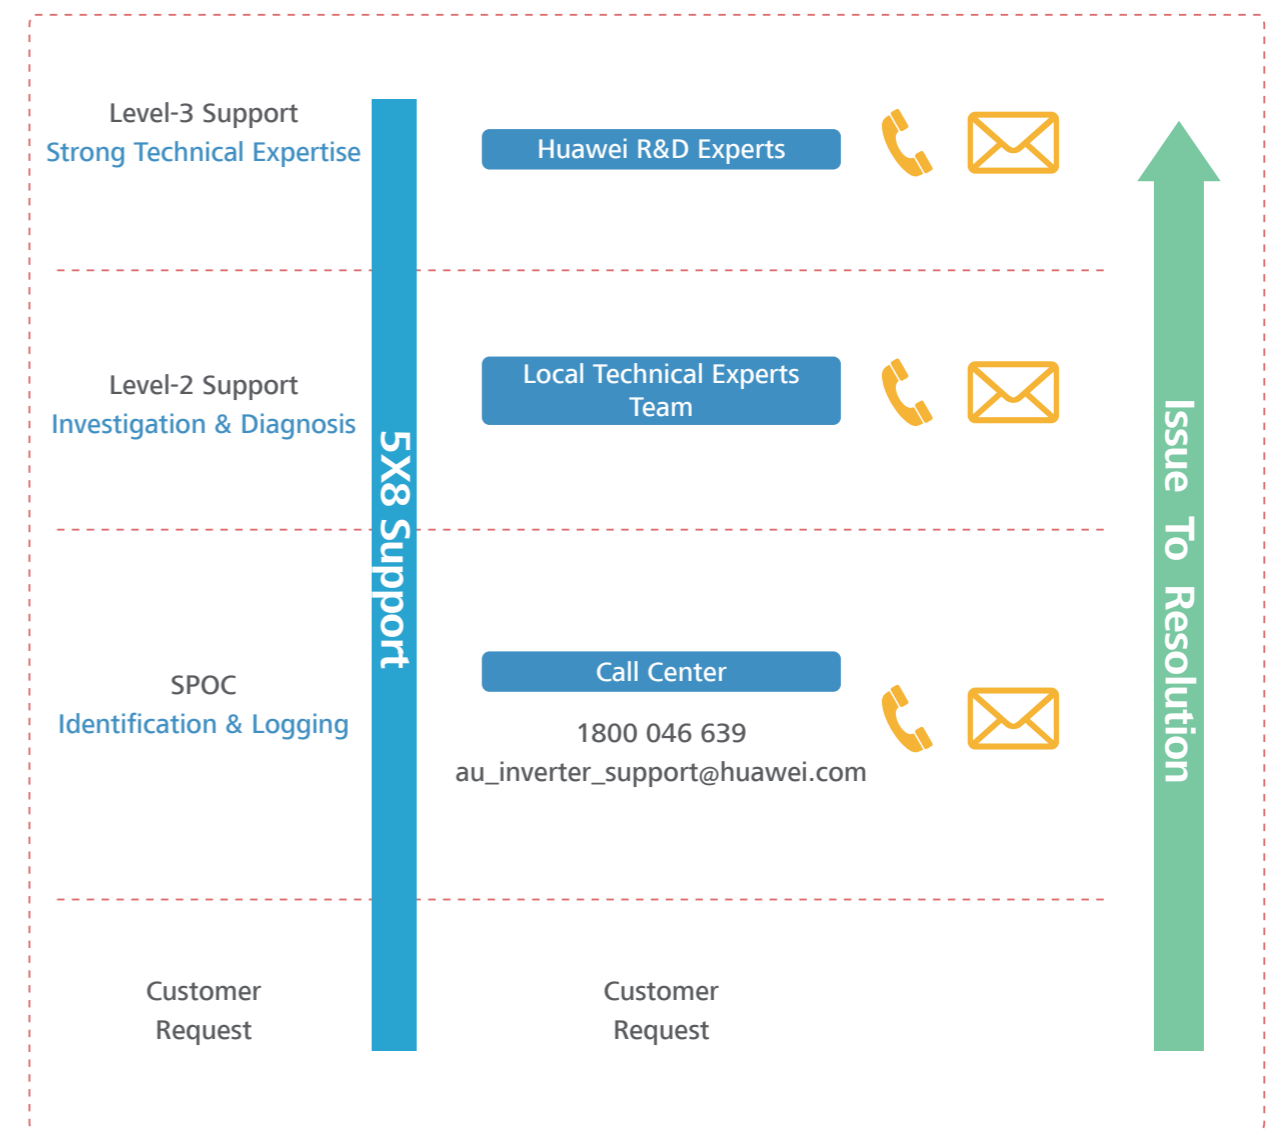 Level-3 Support
Strong Technical Expertise
Huawei R&D Experts
Level-2 Support
Investigation & Diagnosis
Local Technical Experts
Team
5X8 Support
Issue To Resolution
SPOC
Identification & Logging
Call Center
1800 046 639
au_inverter_support@huawei.com
Customer
Request
Customer
Request